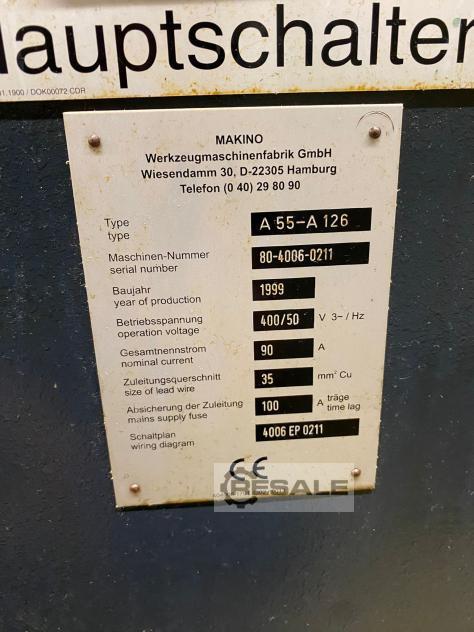 Hauptschalter
MAKINO
Werkzeugmaschinenfabrik GmbH
Wiesendamm 30, D-22305 Hamburg
Telefon (0 40) 29 80 90
Type A 55-A 126
type
Maschinen-Nummer 80-4006-0211
serial number
Baujahr 1999
year of production
Betriebsspannung 400/50 V 3~ / Hz
operation voltage
Gesamtnennstrom 90 A
nominal current
Zuleitungsquerschnitt 35 mm² Cu
size of lead wire
Absicherung der Zuleitung 100 A träge
mains supply fuse time lag
Schaltplan 4006 EP 0211
wiring diagram
CE
RESALE